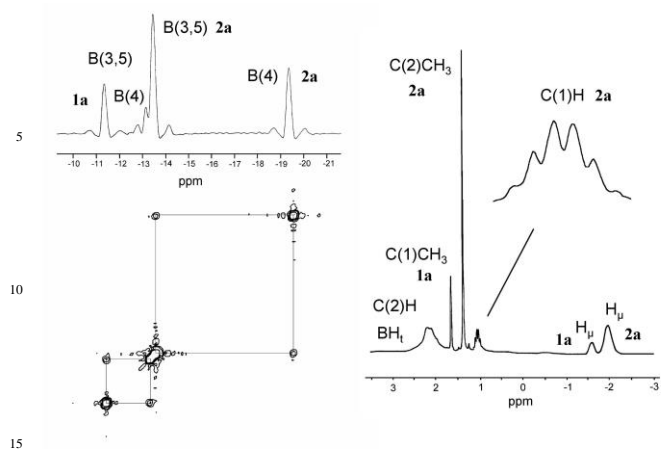 B(3,5) 2a
B(3,5)
B(4) 2a
1a B(4)
5
-10 -11 -12 -13 -14 -15 -16 -17 -18 -19 -20 -21
ppm
10
15
C(2)CH₃
2a
C(1)H 2a
C(1)CH₃
1a
C(2)H
BHₜ
Hμ
1a Hμ 2a
3 2 1 0 -1 -2 -3
ppm